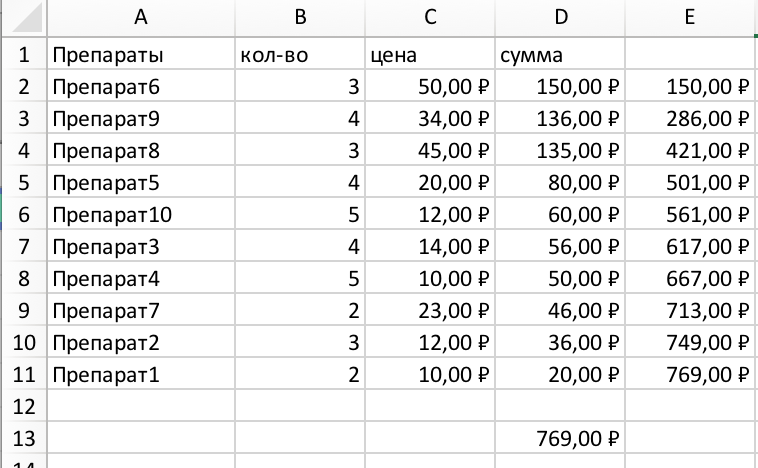 A B C D E
1 Препараты кол-во цена сумма
2 Препарат6 3 50,00 ₽ 150,00 ₽ 150,00 ₽
3 Препарат9 4 34,00 ₽ 136,00 ₽ 286,00 ₽
4 Препарат8 3 45,00 ₽ 135,00 ₽ 421,00 ₽
5 Препарат5 4 20,00 ₽ 80,00 ₽ 501,00 ₽
6 Препарат10 5 12,00 ₽ 60,00 ₽ 561,00 ₽
7 Препарат3 4 14,00 ₽ 56,00 ₽ 617,00 ₽
8 Препарат4 5 10,00 ₽ 50,00 ₽ 667,00 ₽
9 Препарат7 2 23,00 ₽ 46,00 ₽ 713,00 ₽
10 Препарат2 3 12,00 ₽ 36,00 ₽ 749,00 ₽
11 Препарат1 2 10,00 ₽ 20,00 ₽ 769,00 ₽
12
13 769,00 ₽
14